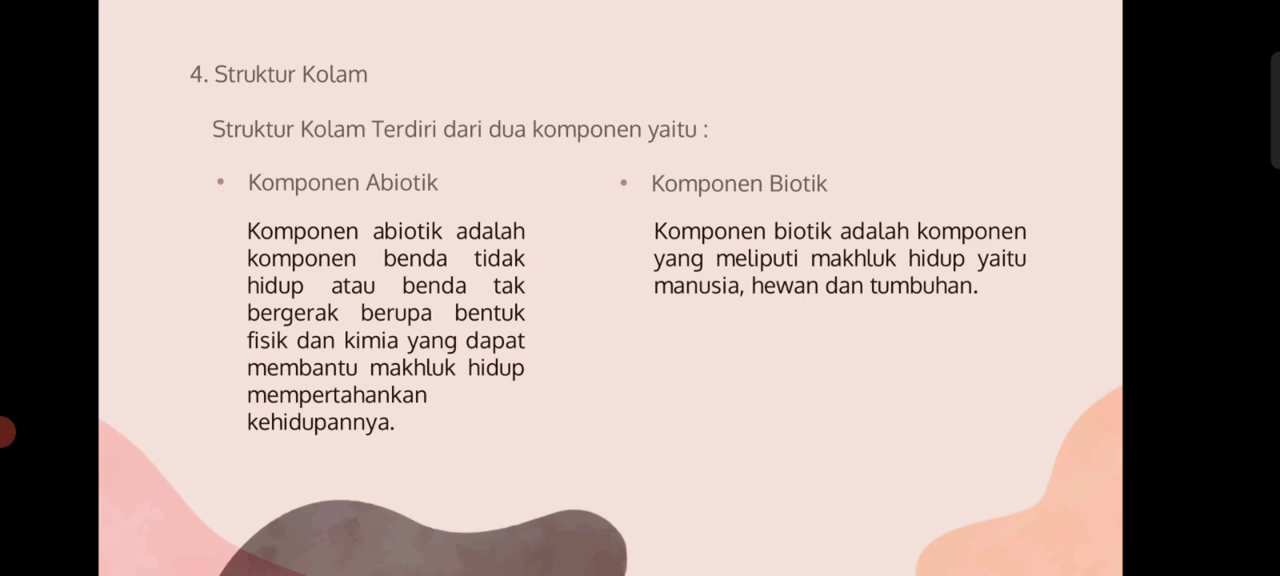 4. Struktur Kolam
Struktur Kolam Terdiri dari dua komponen yaitu :
• Komponen Abiotik
Komponen abiotik adalah
komponen benda tidak
hidup atau benda tak
bergerak berupa bentuk
fisik dan kimia yang dapat
membantu makhluk hidup
mempertahankan
kehidupannya.
• Komponen Biotik
Komponen biotik adalah komponen
yang meliputi makhluk hidup yaitu
manusia, hewan dan tumbuhan.